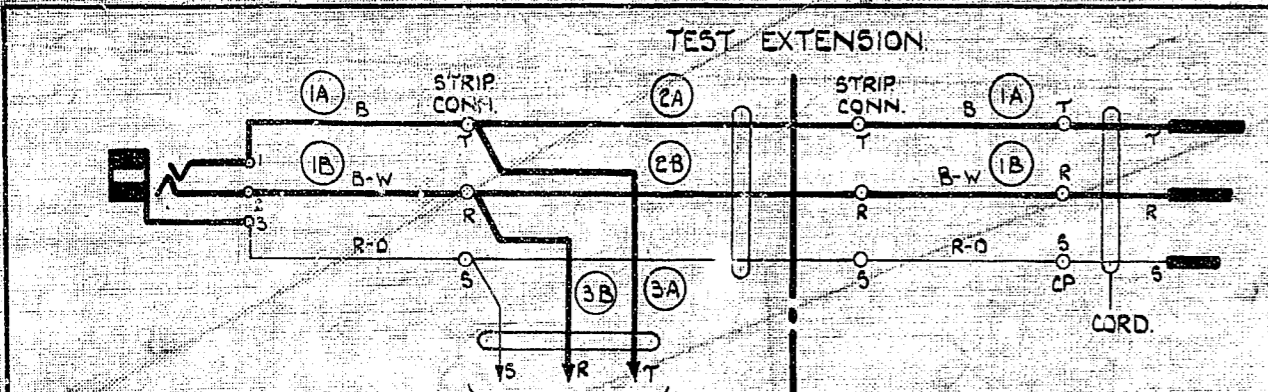 TEST EXTENSION.
STRIP CONN.
STRIP CONN.
1A
B
2A
B
1A
T
T
T
T
1
1B
B-W
2B
B-W
1B
R
2
R
R
R
3
R-O
R-O
S
S
S
CP
S
3B
3A
CORD.
S
R
T